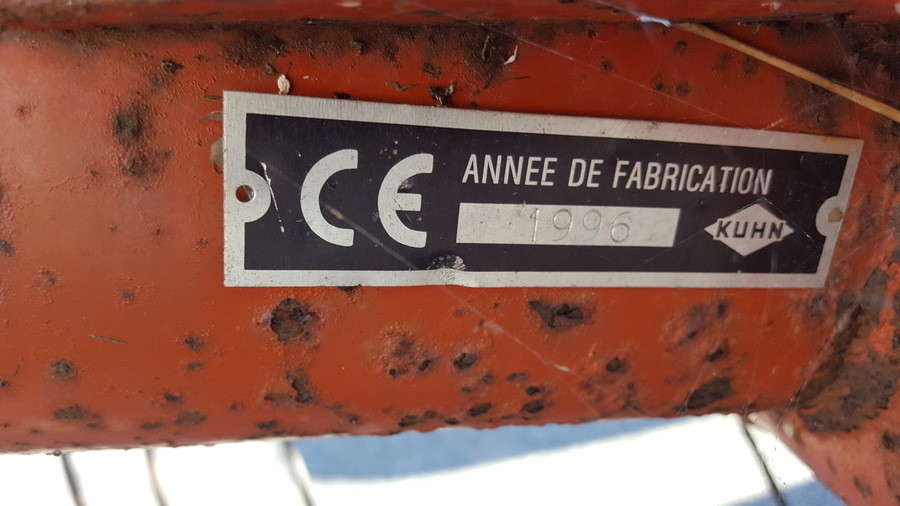 CE
ANNEE DE FABRICATION
1996
KUHN